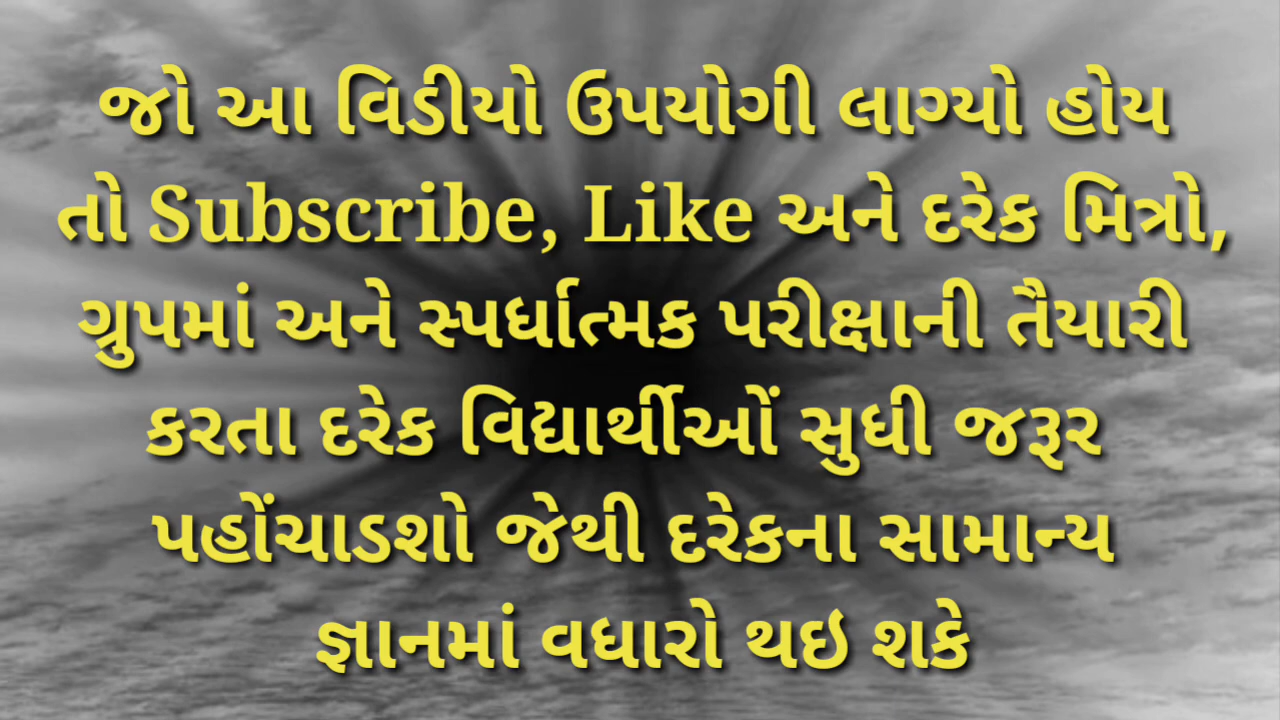 જો આ વિડીયો ઉપયોગી લાગ્યો હોય
તો Subscribe, Like અને દરેક મિત્રો,
ગ્રુપમાં અને સ્પર્ધાત્મક પરીક્ષાની તૈયારી
કરતા દરેક વિદ્યાર્થીઓં સુધી જરૂર
પહોંચાડશો જેથી દરેકના સામાન્ય
જ્ઞાનમાં વધારો થઇ શકે